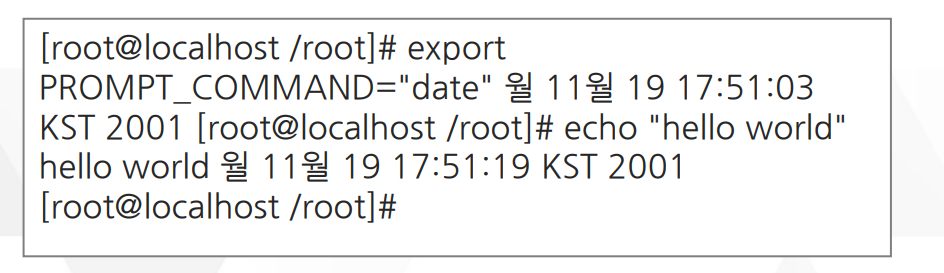 [root@localhost /root]# export
PROMPT_COMMAND="date" 월 11월 19 17:51:03
KST 2001 [root@localhost /root]# echo "hello world"
hello world 월 11월 19 17:51:19 KST 2001
[root@localhost /root]#